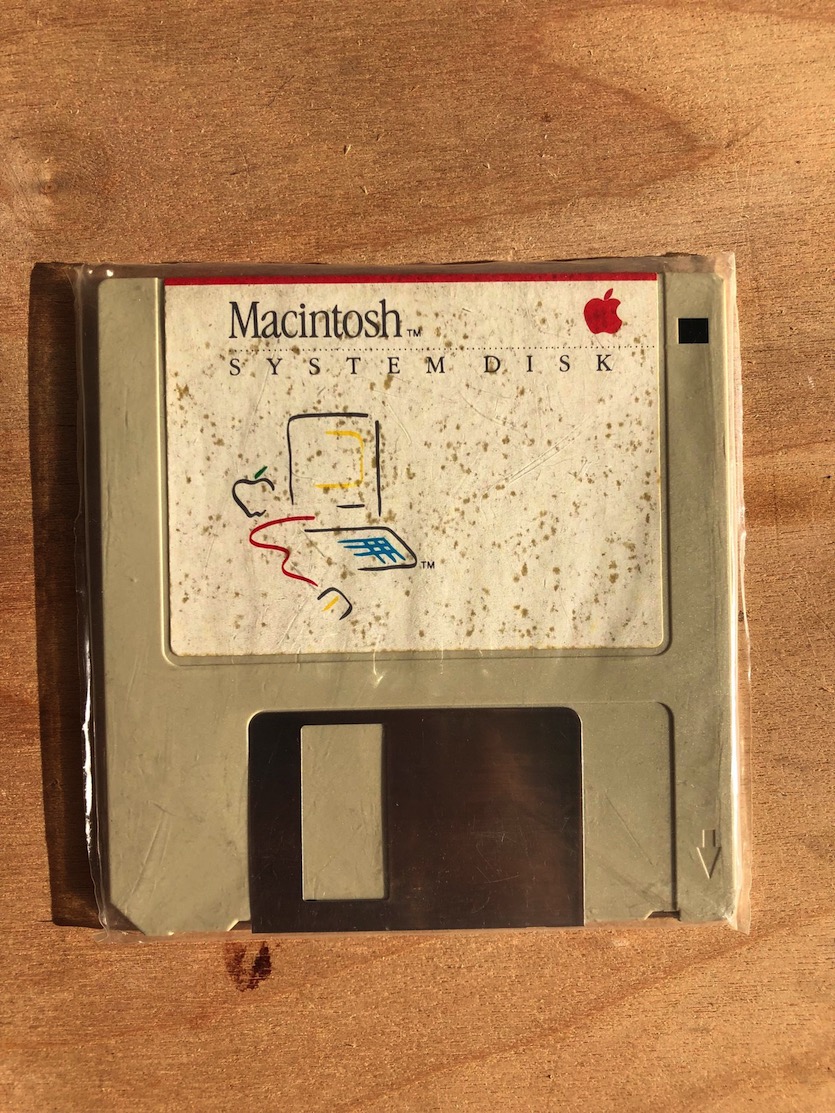 Macintosh™
SYSTEM DISK
™